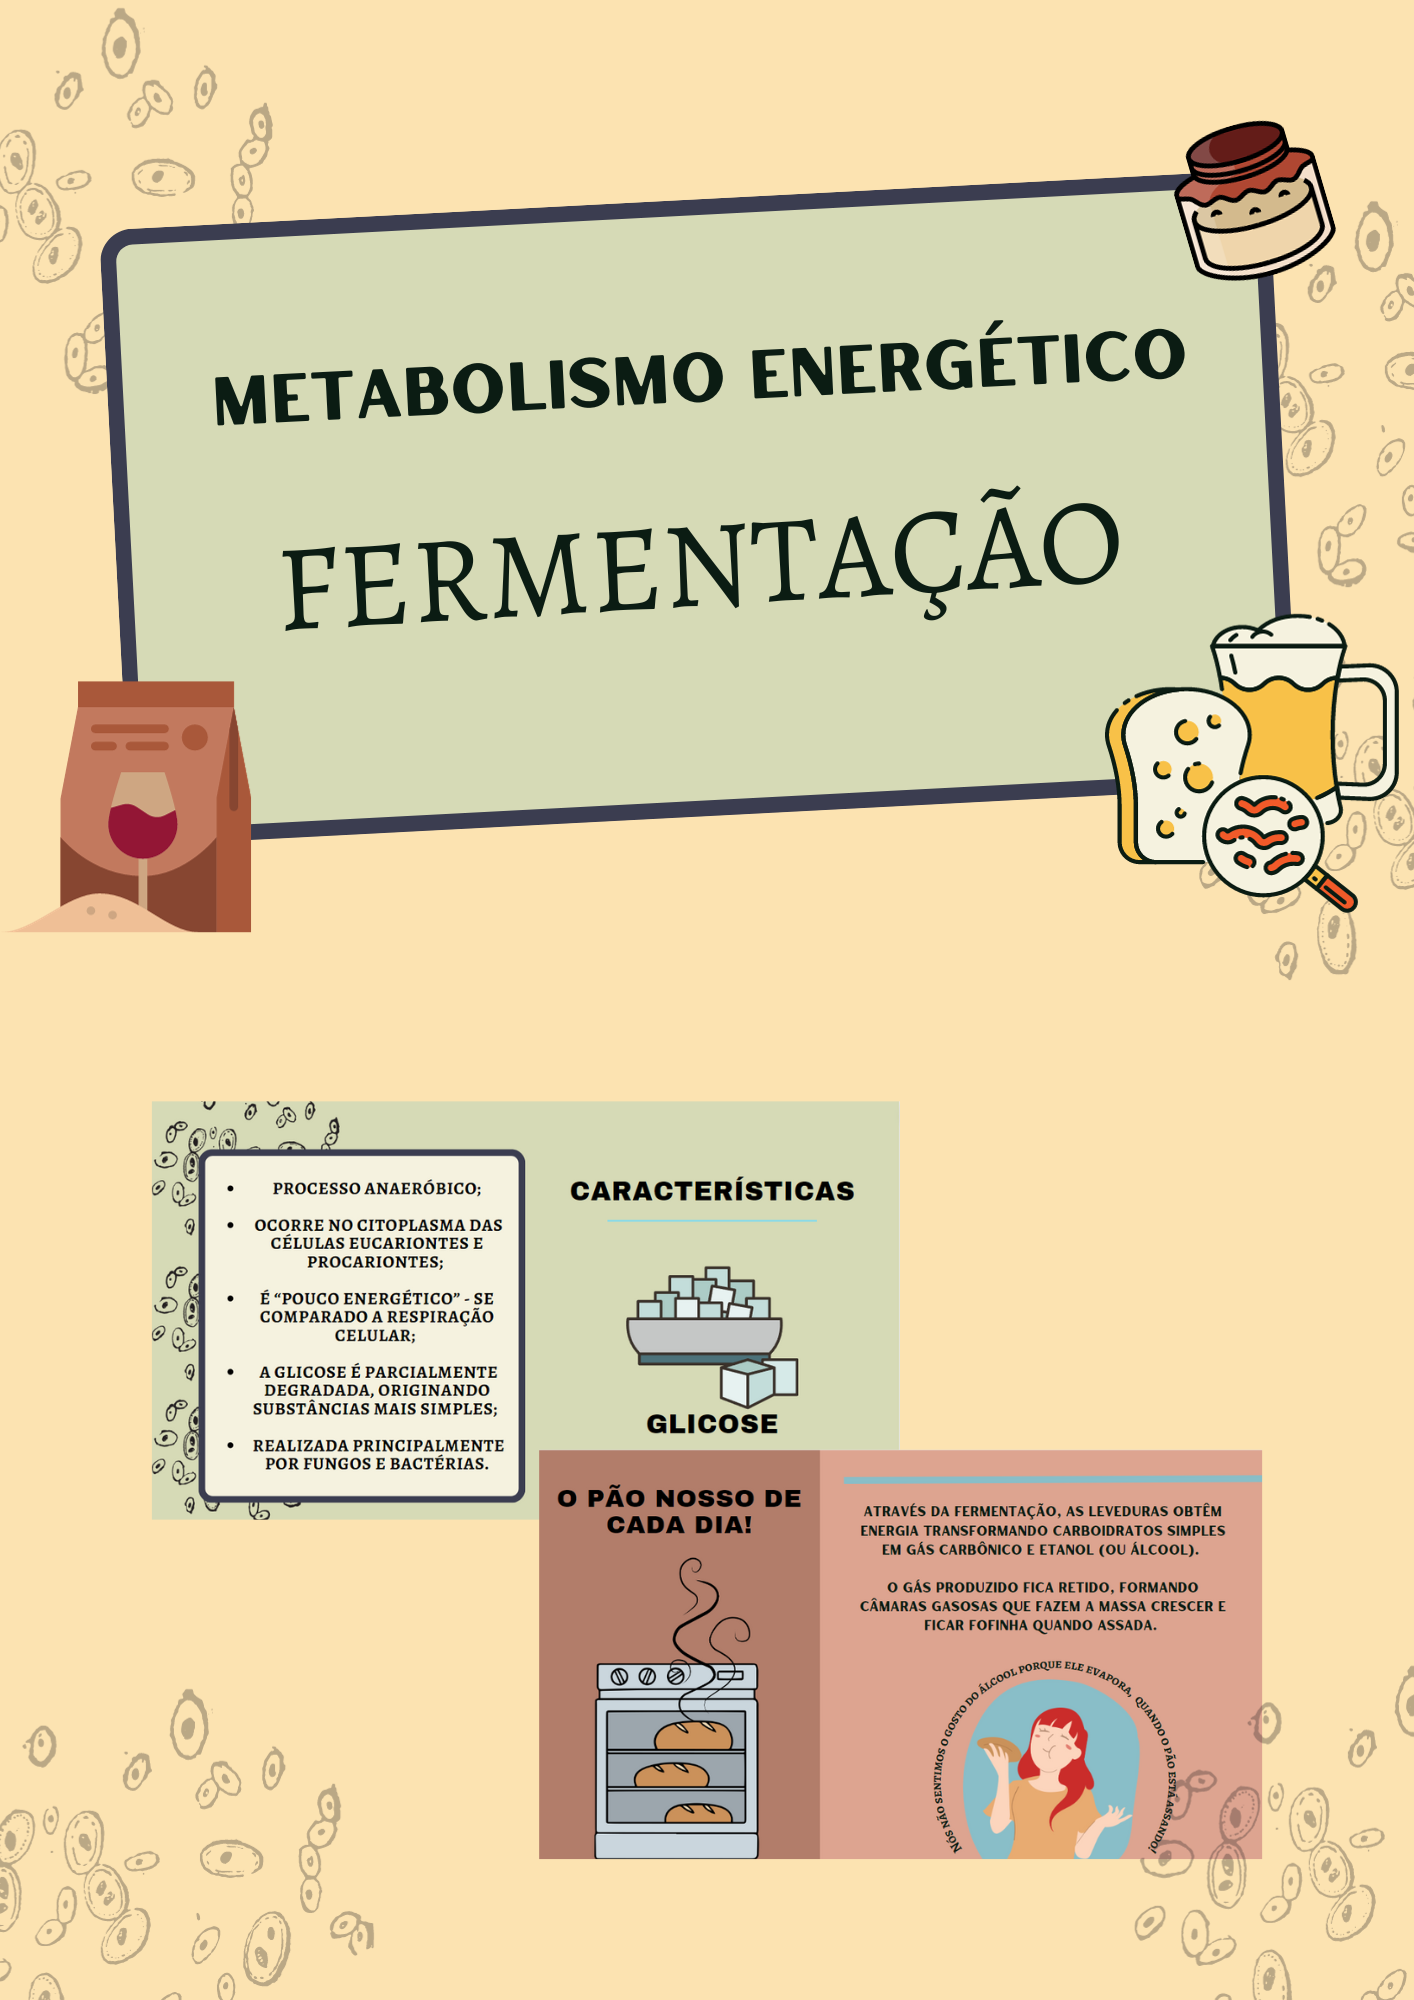 METABOLISMO ENERGÉTICO
FERMENTAÇÃO
• PROCESSO ANAERÓBICO;
• OCORRE NO CITOPLASMA DAS
CÉLULAS EUCARIONTES E
PROCARIONTES;
• É “POUCO ENERGÉTICO” - SE
COMPARADO A RESPIRAÇÃO
CELULAR;
• A GLICOSE É PARCIALMENTE
DEGRADADA, ORIGINANDO
SUBSTÂNCIAS MAIS SIMPLES;
• REALIZADA PRINCIPALMENTE
POR FUNGOS E BACTÉRIAS.
CARACTERÍSTICAS
GLICOSE
O PÃO NOSSO DE
CADA DIA!
ATRAVÉS DA FERMENTAÇÃO, AS LEVEDURAS OBTÊM
ENERGIA TRANSFORMANDO CARBOIDRATOS SIMPLES
EM GÁS CARBÔNICO E ETANOL (OU ÁLCOOL).
O GÁS PRODUZIDO FICA RETIDO, FORMANDO
CÂMARAS GASOSAS QUE FAZEM A MASSA CRESCER E
FICAR FOFINHA QUANDO ASSADA.
NÓS NÃO SENTIMOS O GOSTO DO ÁLCOOL PORQUE ELE EVAPORA, QUANDO O PÃO ESTÁ ASSANDO!